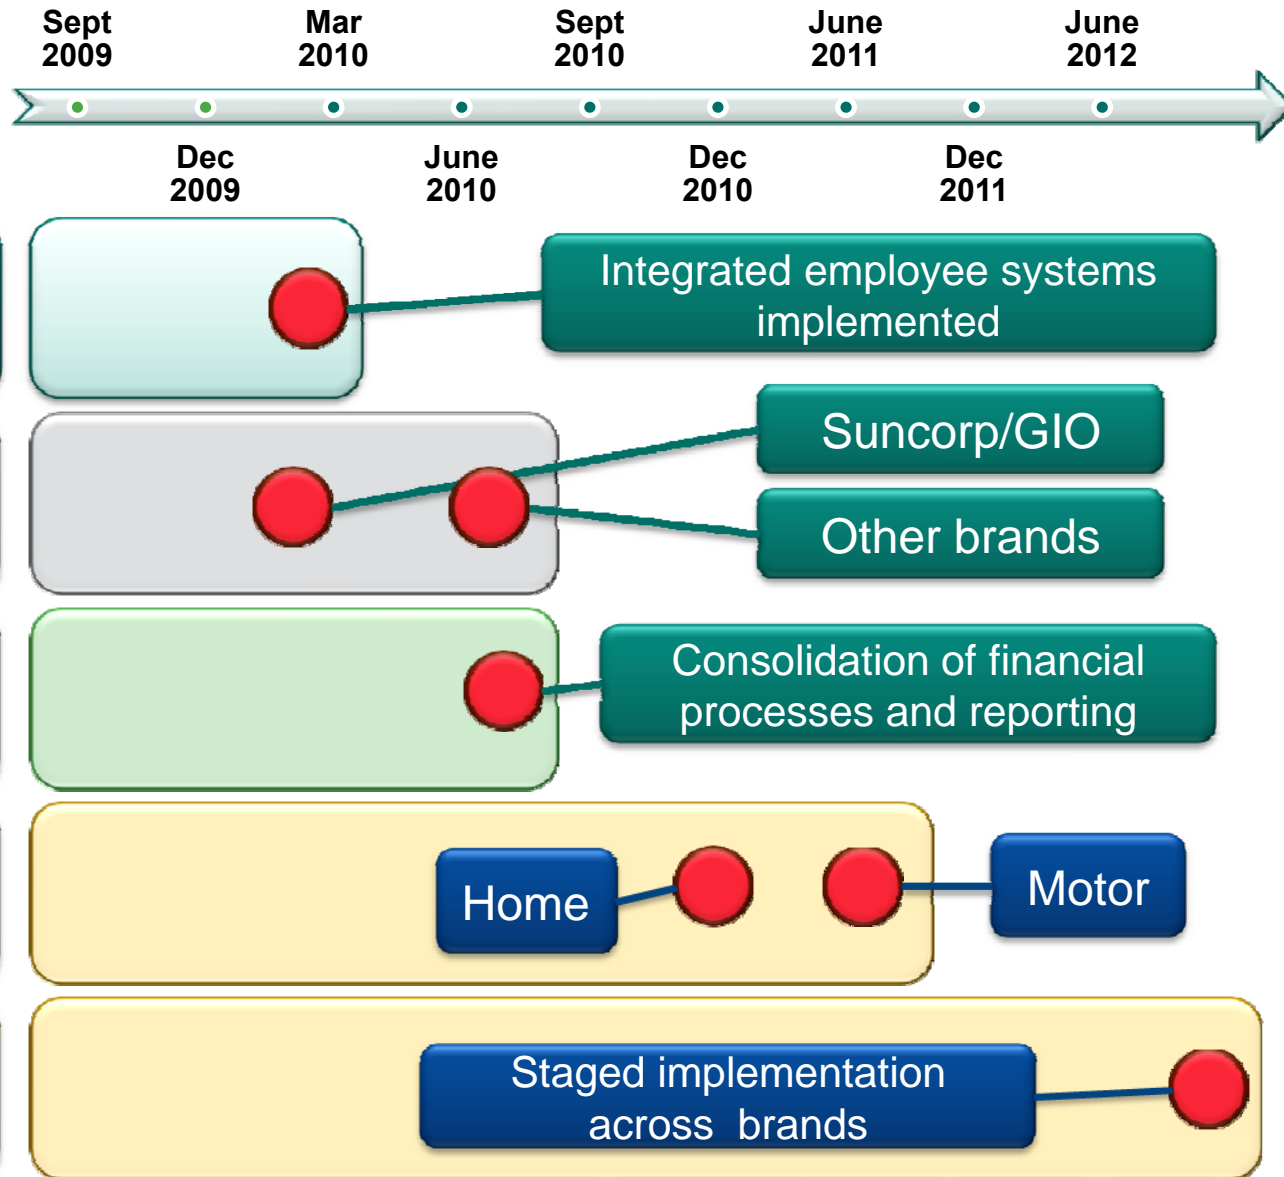 Sept
2009
Mar
2010
Sept
2010
June
2011
June
2012
Dec
2009
June
2010
Dec
2010
Dec
2011
Integrated employee systems
implemented
Suncorp/GIO
Other brands
Consolidation of financial
processes and reporting
Home
Motor
Staged implementation
across brands